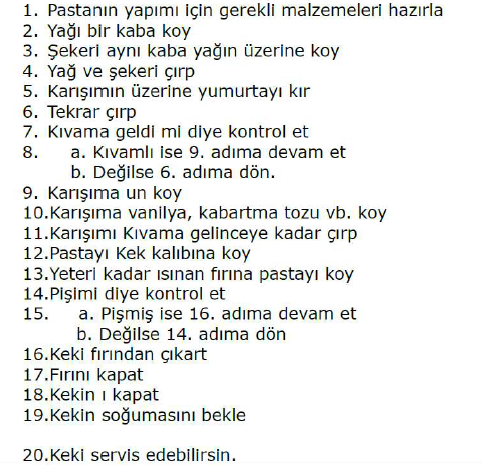 1. Pastanın yapımı için gerekli malzemeleri hazırla
2. Yağı bir kaba koy
3. Şekeri aynı kaba yağın üzerine koy
4. Yağ ve şekeri çırp
5. Karışımın üzerine yumurtayı kır
6. Tekrar çırp
7. Kıvama geldi mi diye kontrol et
8. a. Kıvamlı ise 9. adıma devam et
b. Değilse 6. adıma dön.
9. Karışıma un koy
10.Karışıma vanilya, kabartma tozu vb. koy
11.Karışımı Kıvama gelinceye kadar çırp
12.Pastayı Kek kalıbına koy
13.Yeteri kadar ısınan fırına pastayı koy
14.Pişimi diye kontrol et
15. a. Pişmiş ise 16. adıma devam et
b. Değilse 14. adıma dön
16.Keki fırından çıkart
17.Fırını kapat
18.Kekin ı kapat
19.Kekin soğumasını bekle
20.Keki servis edebilirsin.